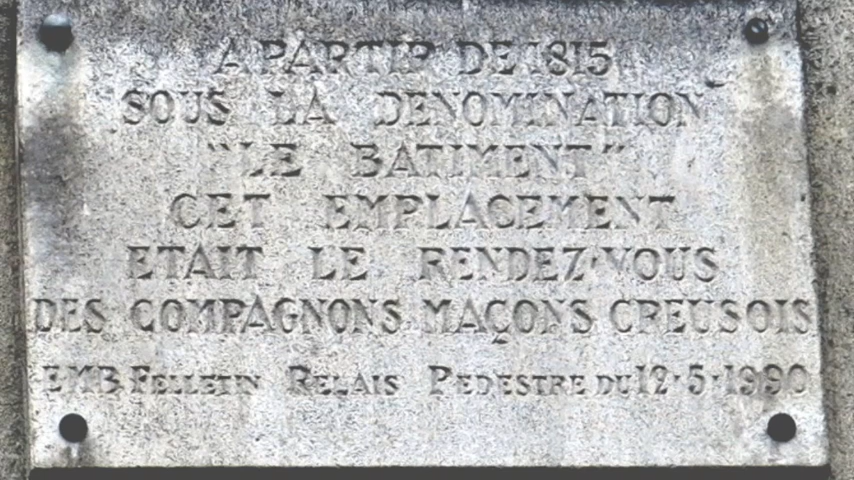 A PARTIR DE 1815
SOUS LA DENOMINATION
"LE BATIMENT"
CET EMPLACEMENT
ETAIT LE RENDEZ-VOUS
DES COMPAGNONS MAÇONS CREUSOIS
EMB FELLETIN RELAIS PEDESTRE DU 12·5·1990